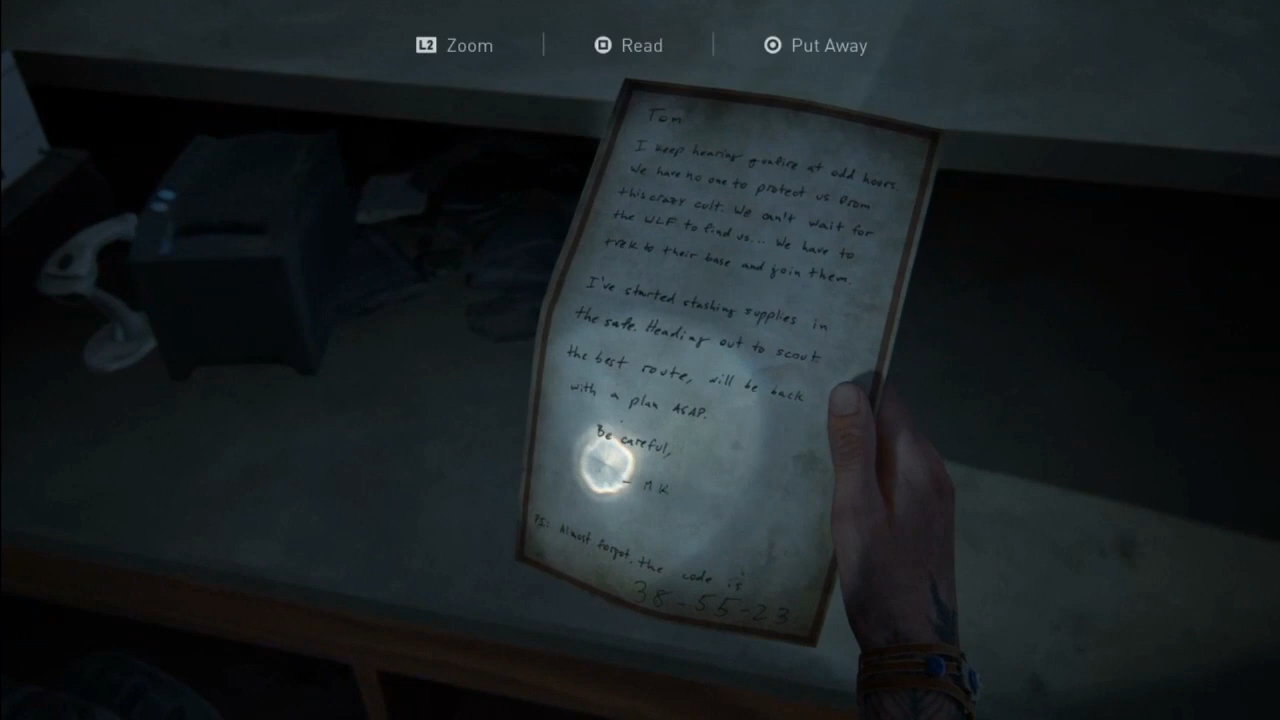 L2 Zoom | Read | Put Away
Tom
I keep hearing gunfire at odd hours.
We have no one to protect us from
this crazy cult. We can't wait for
the WLF to find us... We have to
trek to their base and join them.
I've started stashing supplies in
the safe. Heading out to scout
the best route, will be back
with a plan ASAP.
Be careful,
- MK
PS: Almost forgot, the code is
38-55-23